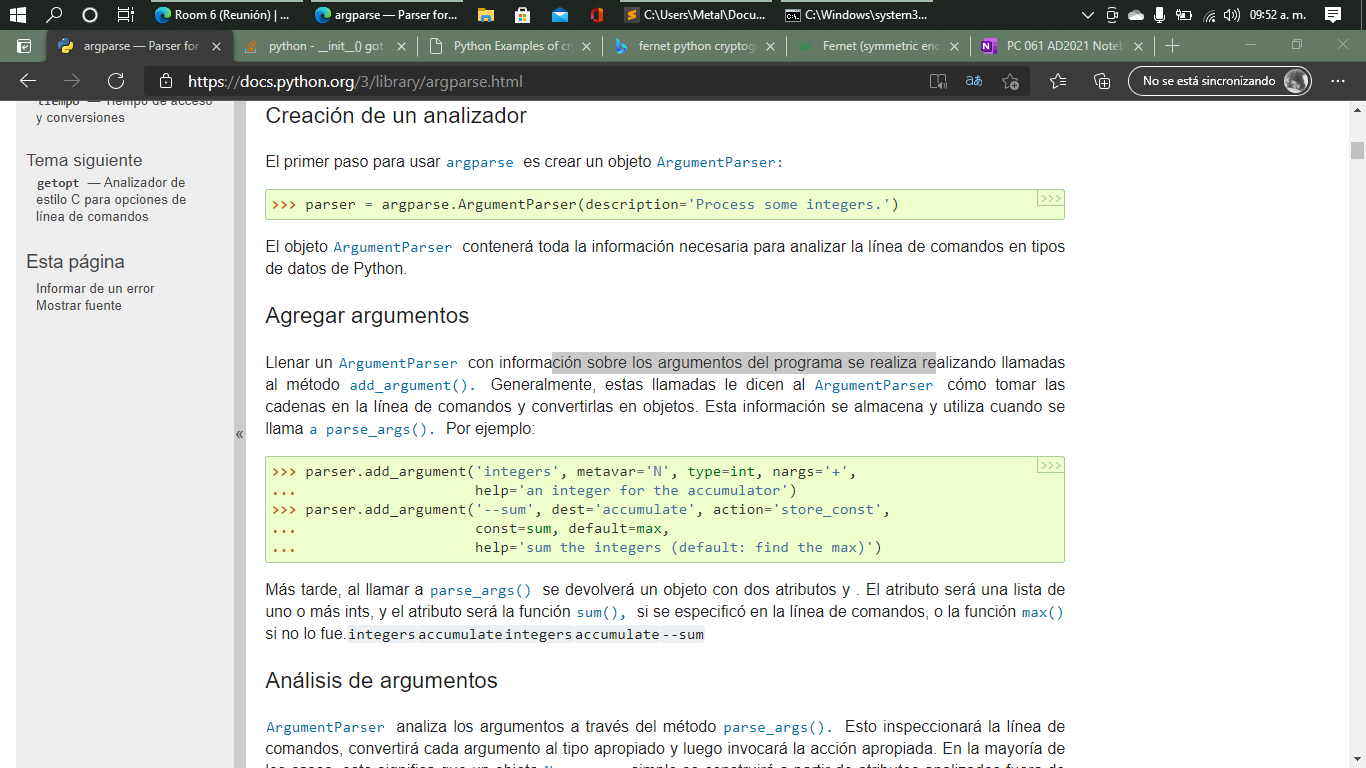 Room 6 (Reunión) | ...
argparse — Parser for...
C:\Users\Metal\Docu...
C:\Windows\system3...
09:52 a. m.
argparse — Parser for
python - __init__() got
Python Examples of cr
fernet python cryptog
Fernet (symmetric enc
PC 061 AD2021 Noteb
https://docs.python.org/3/library/argparse.html
No se está sincronizando
tiempo — Tiempo de acceso
y conversiones
Tema siguiente
getopt — Analizador de
estilo C para opciones de
línea de comandos
Esta página
Informar de un error
Mostrar fuente
«
Creación de un analizador
El primer paso para usar argparse es crear un objeto ArgumentParser:
>>> parser = argparse.ArgumentParser(description='Process some integers.')
>>>
El objeto ArgumentParser contenerá toda la información necesaria para analizar la línea de comandos en tipos
de datos de Python.
Agregar argumentos
Llenar un ArgumentParser con información sobre los argumentos del programa se realiza realizando llamadas
al método add_argument(). Generalmente, estas llamadas le dicen al ArgumentParser cómo tomar las
cadenas en la línea de comandos y convertirlas en objetos. Esta información se almacena y utiliza cuando se
llama a parse_args(). Por ejemplo:
>>> parser.add_argument('integers', metavar='N', type=int, nargs='+',
>>>
... help='an integer for the accumulator')
>>> parser.add_argument('--sum', dest='accumulate', action='store_const',
... const=sum, default=max,
... help='sum the integers (default: find the max)')
Más tarde, al llamar a parse_args() se devolverá un objeto con dos atributos y . El atributo será una lista de
uno o más ints, y el atributo será la función sum(), si se especificó en la línea de comandos, o la función max()
si no lo fue.integers accumulate integers accumulate --sum
Análisis de argumentos
ArgumentParser analiza los argumentos a través del método parse_args(). Esto inspeccionará la línea de
comandos, convertirá cada argumento al tipo apropiado y luego invocará la acción apropiada. En la mayoría de